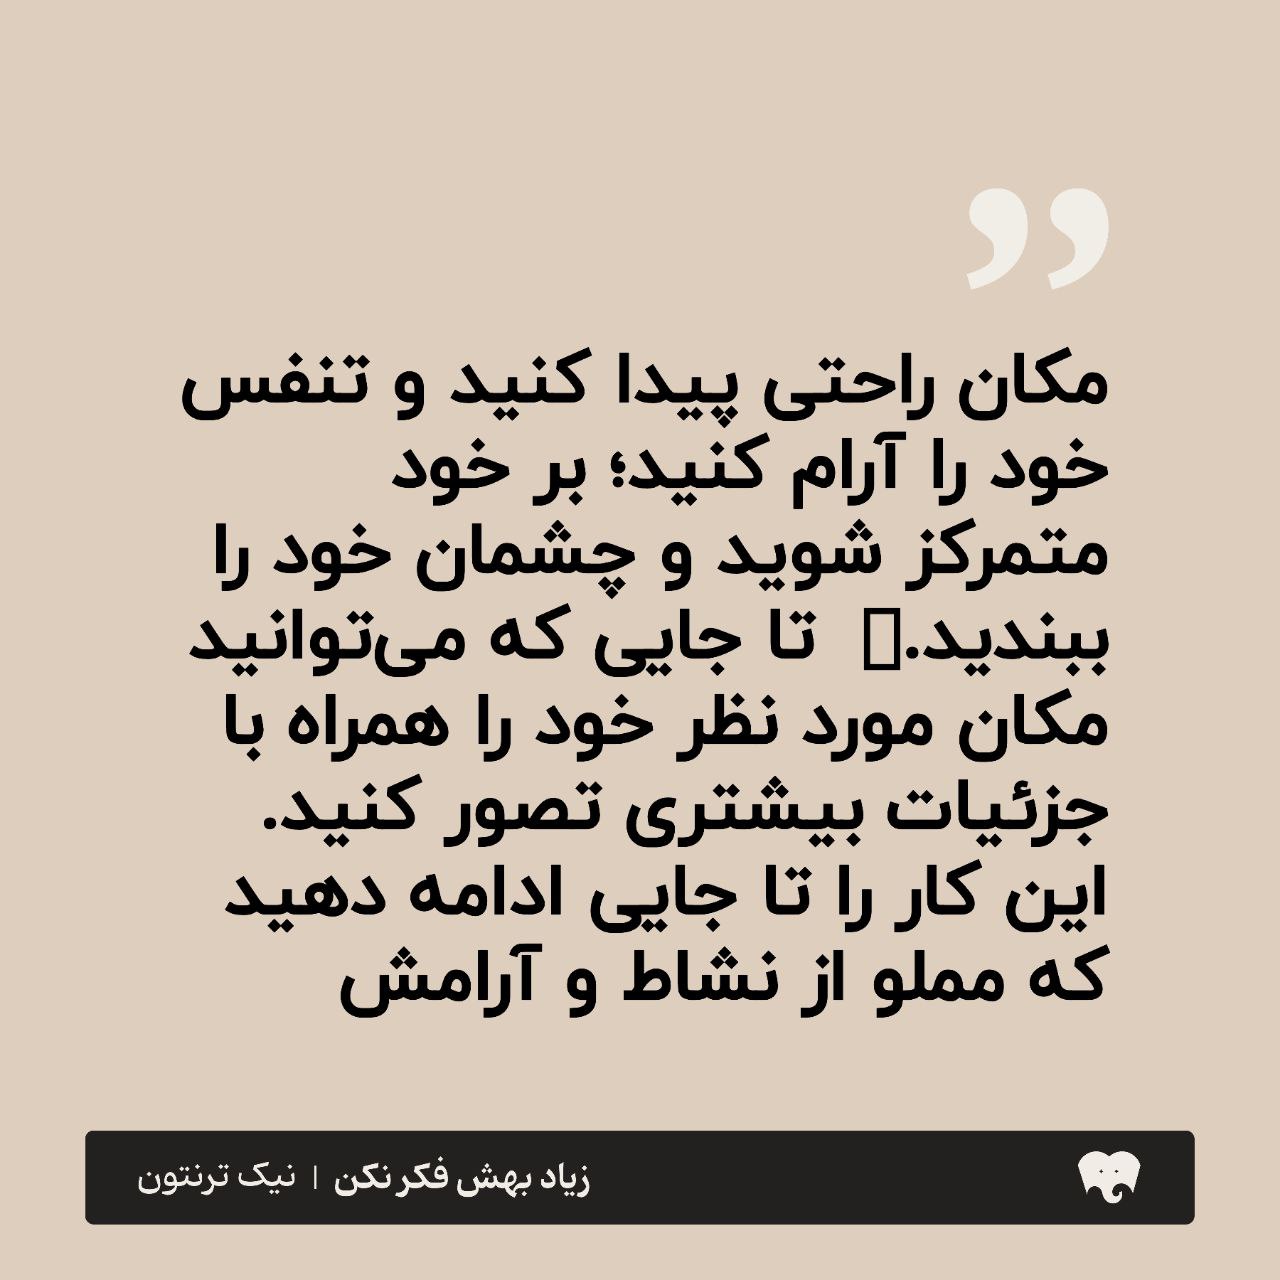 ”
مکان راحتی پیدا کنید و تنفس
خود را آرام کنید؛ بر خود
متمرکز شوید و چشمان خود را
ببندید.  تا جایی که می‌توانید
مکان مورد نظر خود را همراه با
جزئیات بیشتری تصور کنید.
این کار را تا جایی ادامه دهید
که مملو از نشاط و آرامش
زیاد بهش فکر نکن | نیک ترنتون